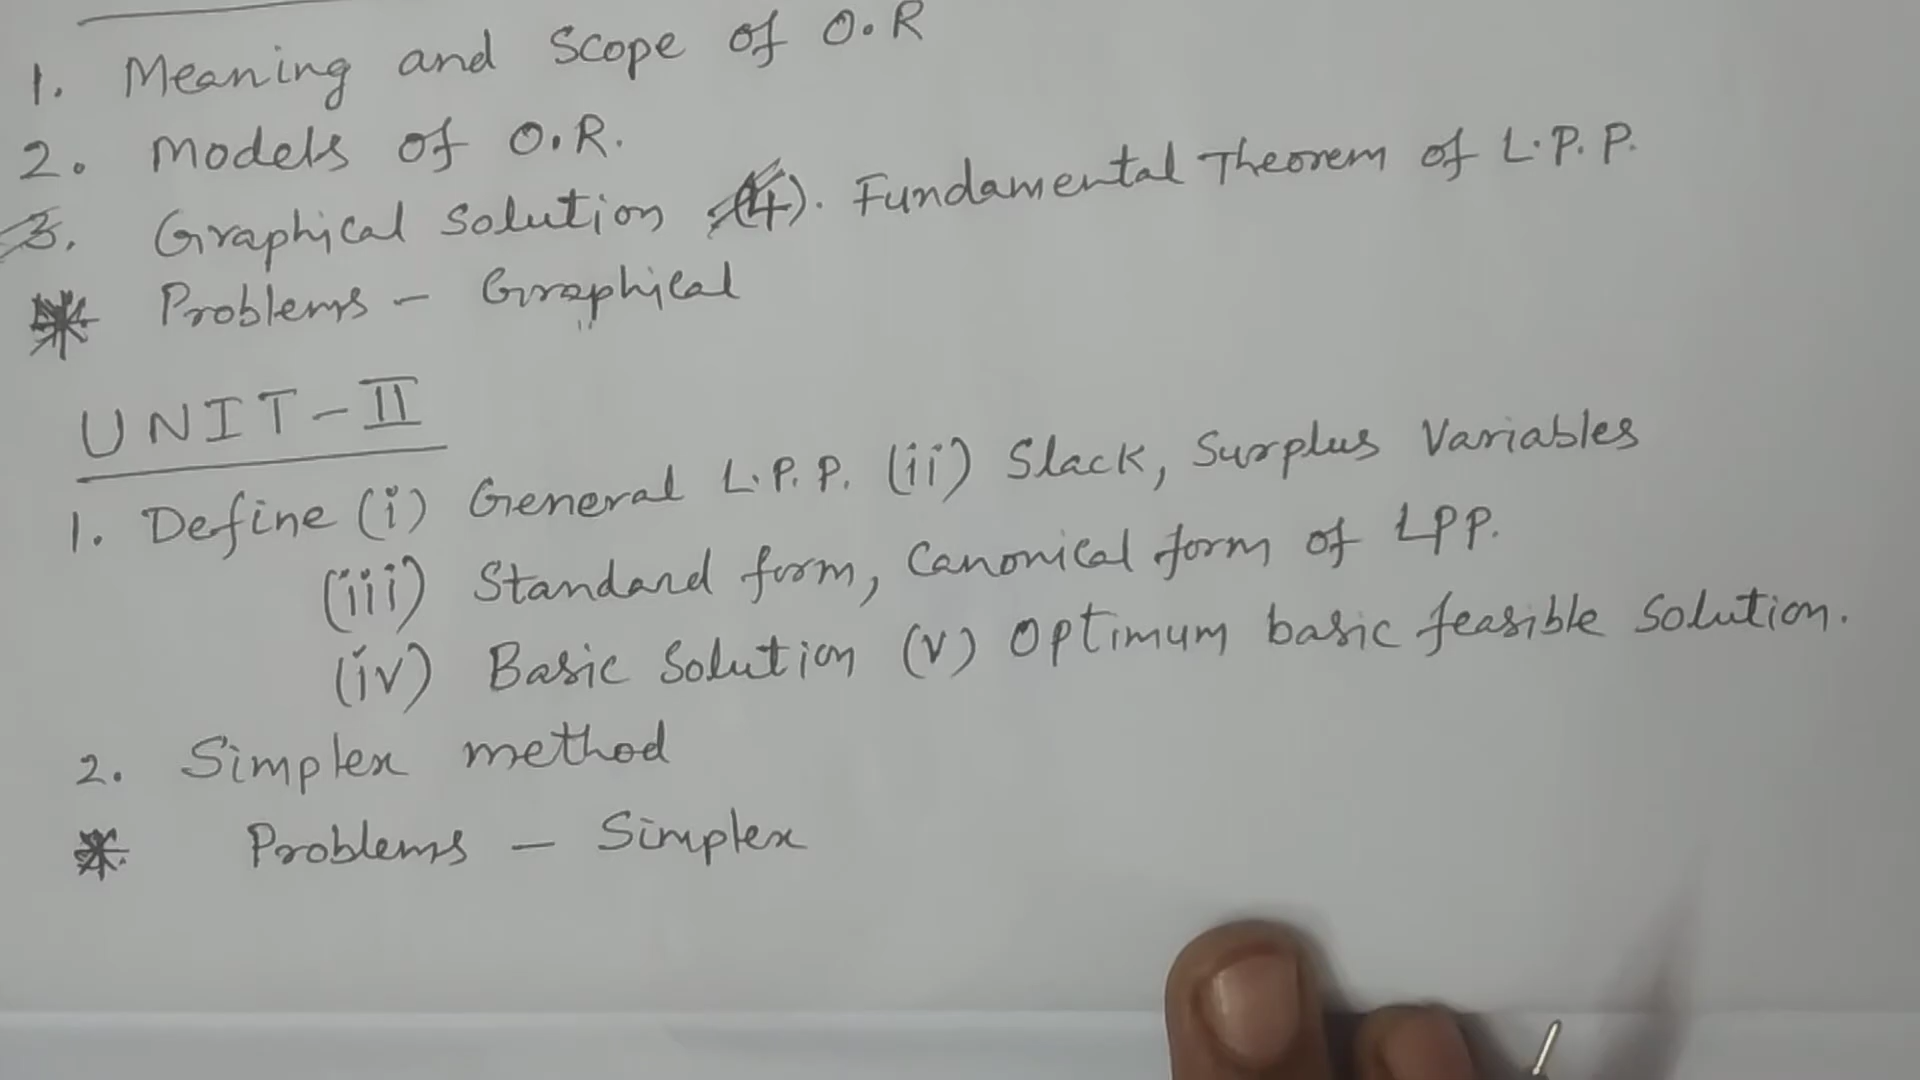 1. Meaning and Scope of O.R
2. Models of O.R.
3. Graphical Solution (4). Fundamental Theorem of L.P.P.
* Problems - Graphical
UNIT-II
1. Define (i) General L.P.P. (ii) Slack, Surplus Variables
(iii) Standard form, Canonical form of LPP.
(iv) Basic Solution (v) Optimum basic feasible Solution.
2. Simplex method
* Problems - Simplex